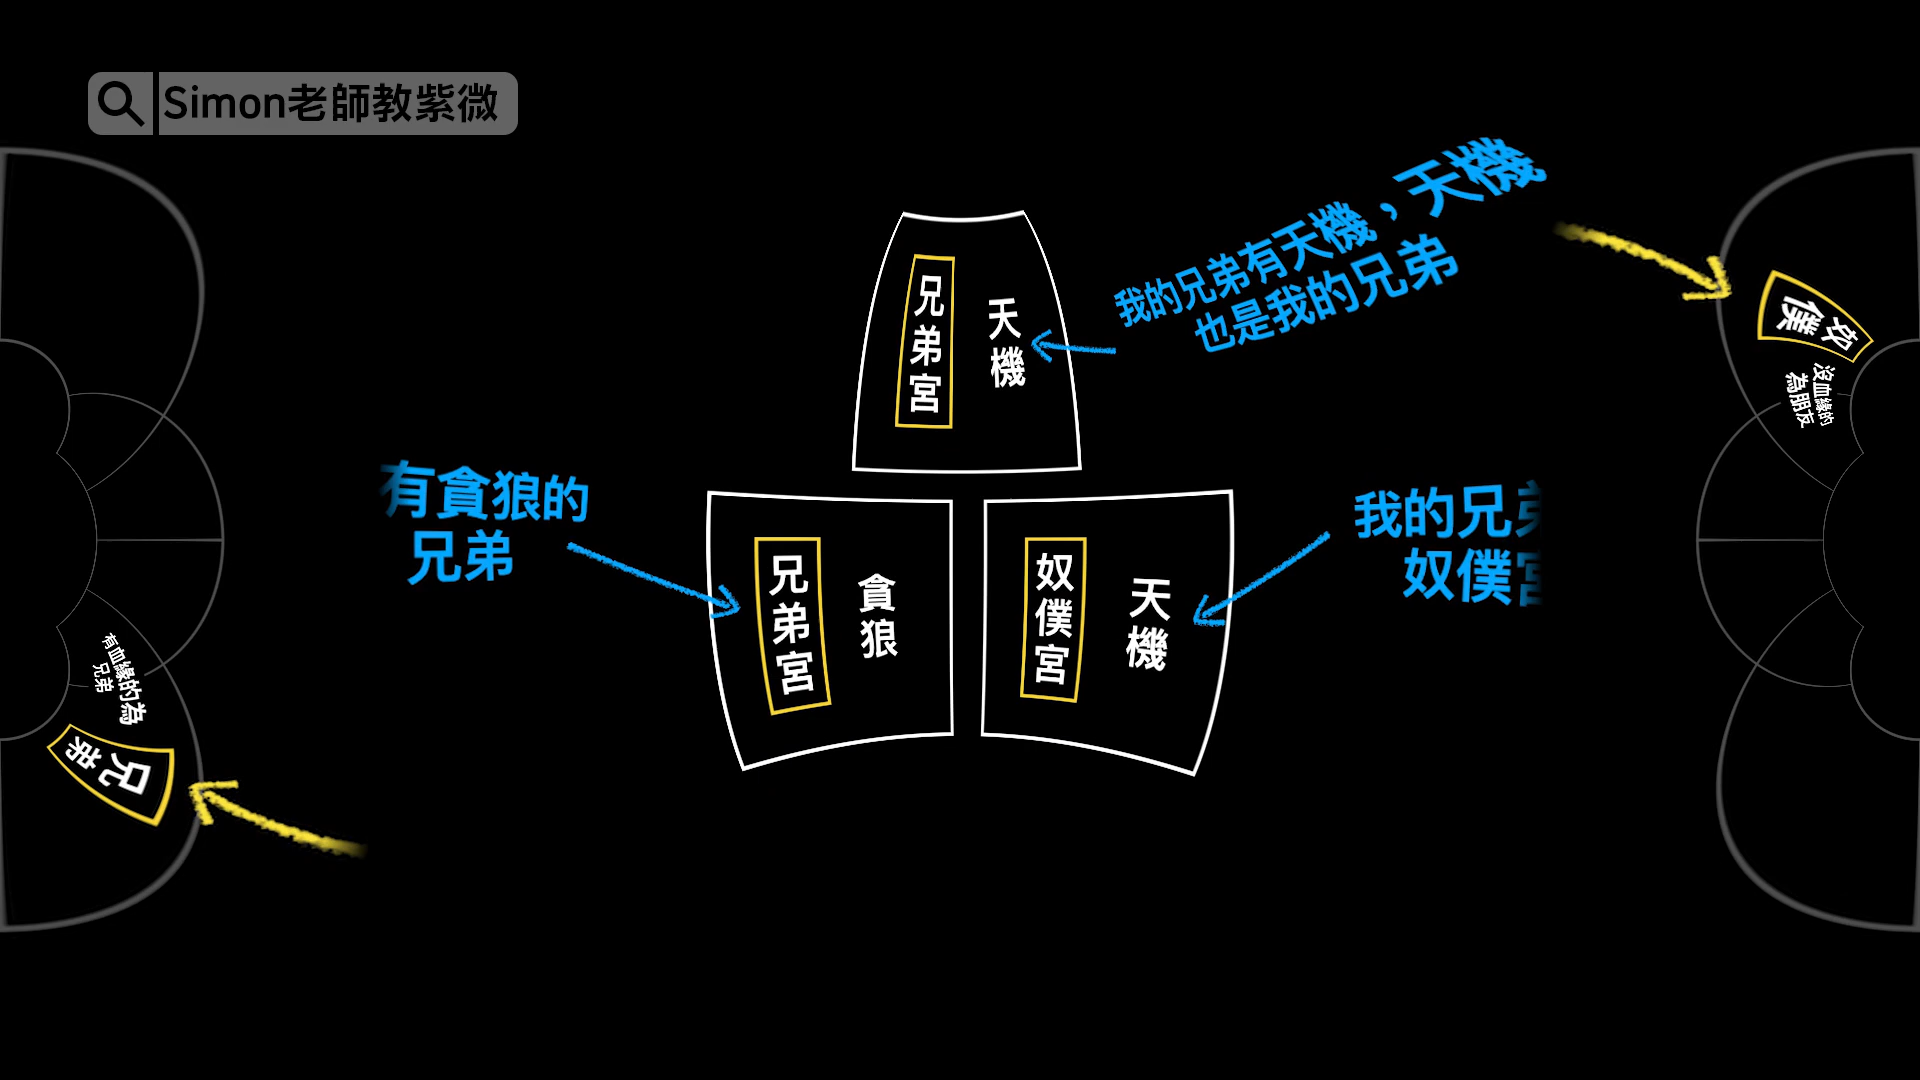 Simon老師教紫微
我的兄弟有天機，天機
也是我的兄弟
兄弟宮
天機
有貪狼的
兄弟
兄弟宮
貪狼
奴僕宮
天機
我的兄
奴僕
有血緣的為
兄弟
兄弟
奴僕
沒血緣的
為朋友